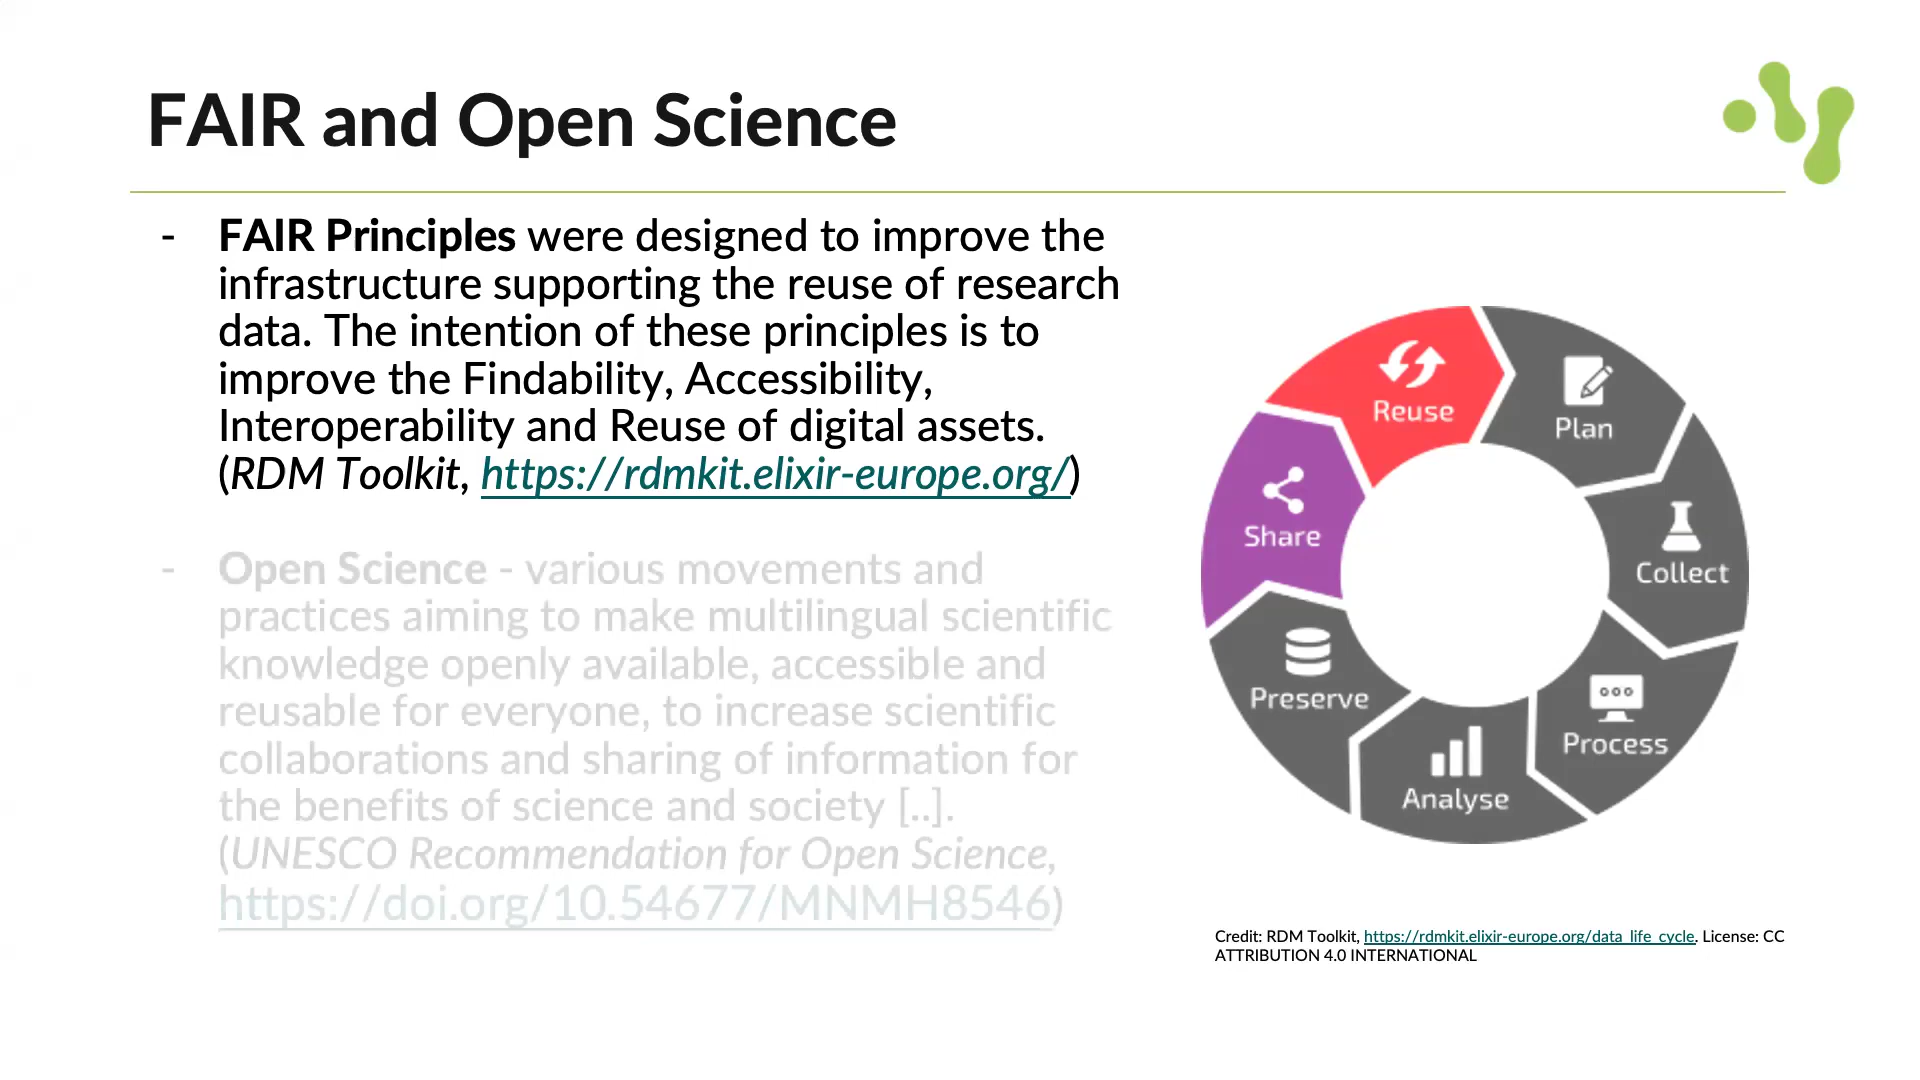 FAIR and Open Science
- FAIR Principles were designed to improve the
infrastructure supporting the reuse of research
data. The intention of these principles is to
improve the Findability, Accessibility,
Interoperability and Reuse of digital assets.
(RDM Toolkit, https://rdmkit.elixir-europe.org/)
- Open Science - various movements and
practices aiming to make multilingual scientific
knowledge openly available, accessible and
reusable for everyone, to increase scientific
collaborations and sharing of information for
the benefits of science and society [..].
(UNESCO Recommendation for Open Science,
https://doi.org/10.54677/MNMH8546)
Reuse
Plan
Collect
Process
Analyse
Preserve
Share
Credit: RDM Toolkit, https://rdmkit.elixir-europe.org/data_life_cycle. License: CC
ATTRIBUTION 4.0 INTERNATIONAL